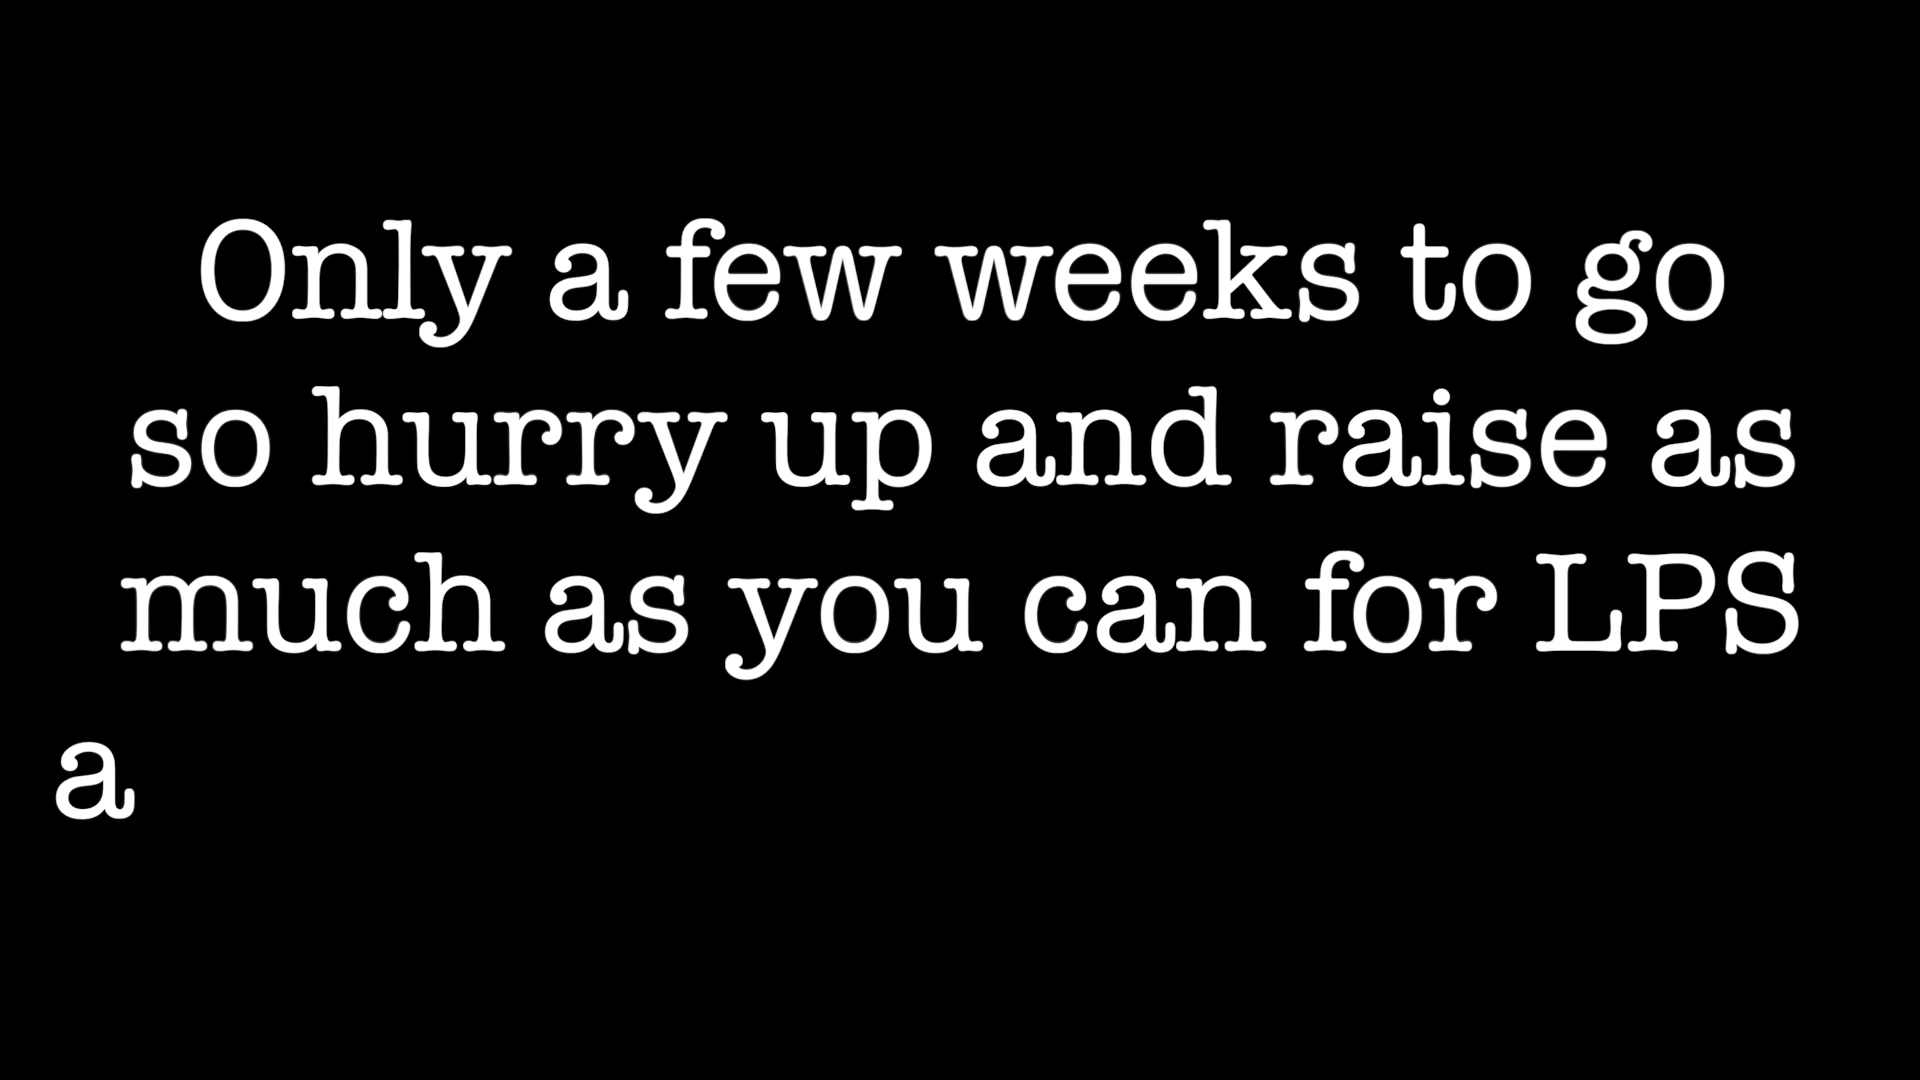 Only a few weeks to go
so hurry up and raise as
much as you can for LPS
a